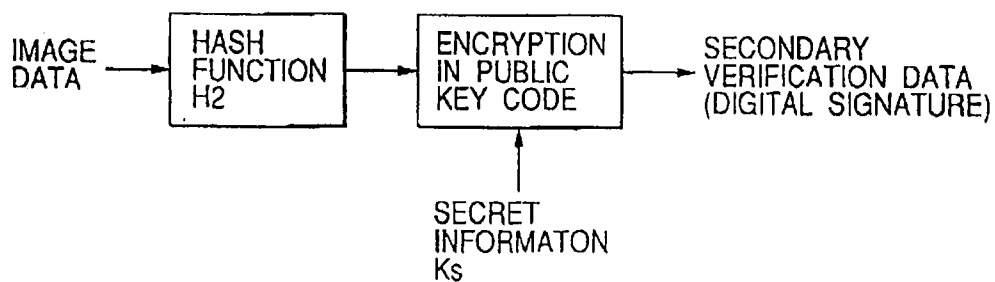 IMAGE
DATA
HASH
FUNCTION
H2
ENCRYPTION
IN PUBLIC
KEY CODE
SECONDARY
VERIFICATION DATA
(DIGITAL SIGNATURE)
SECRET
INFORMATON
Ks